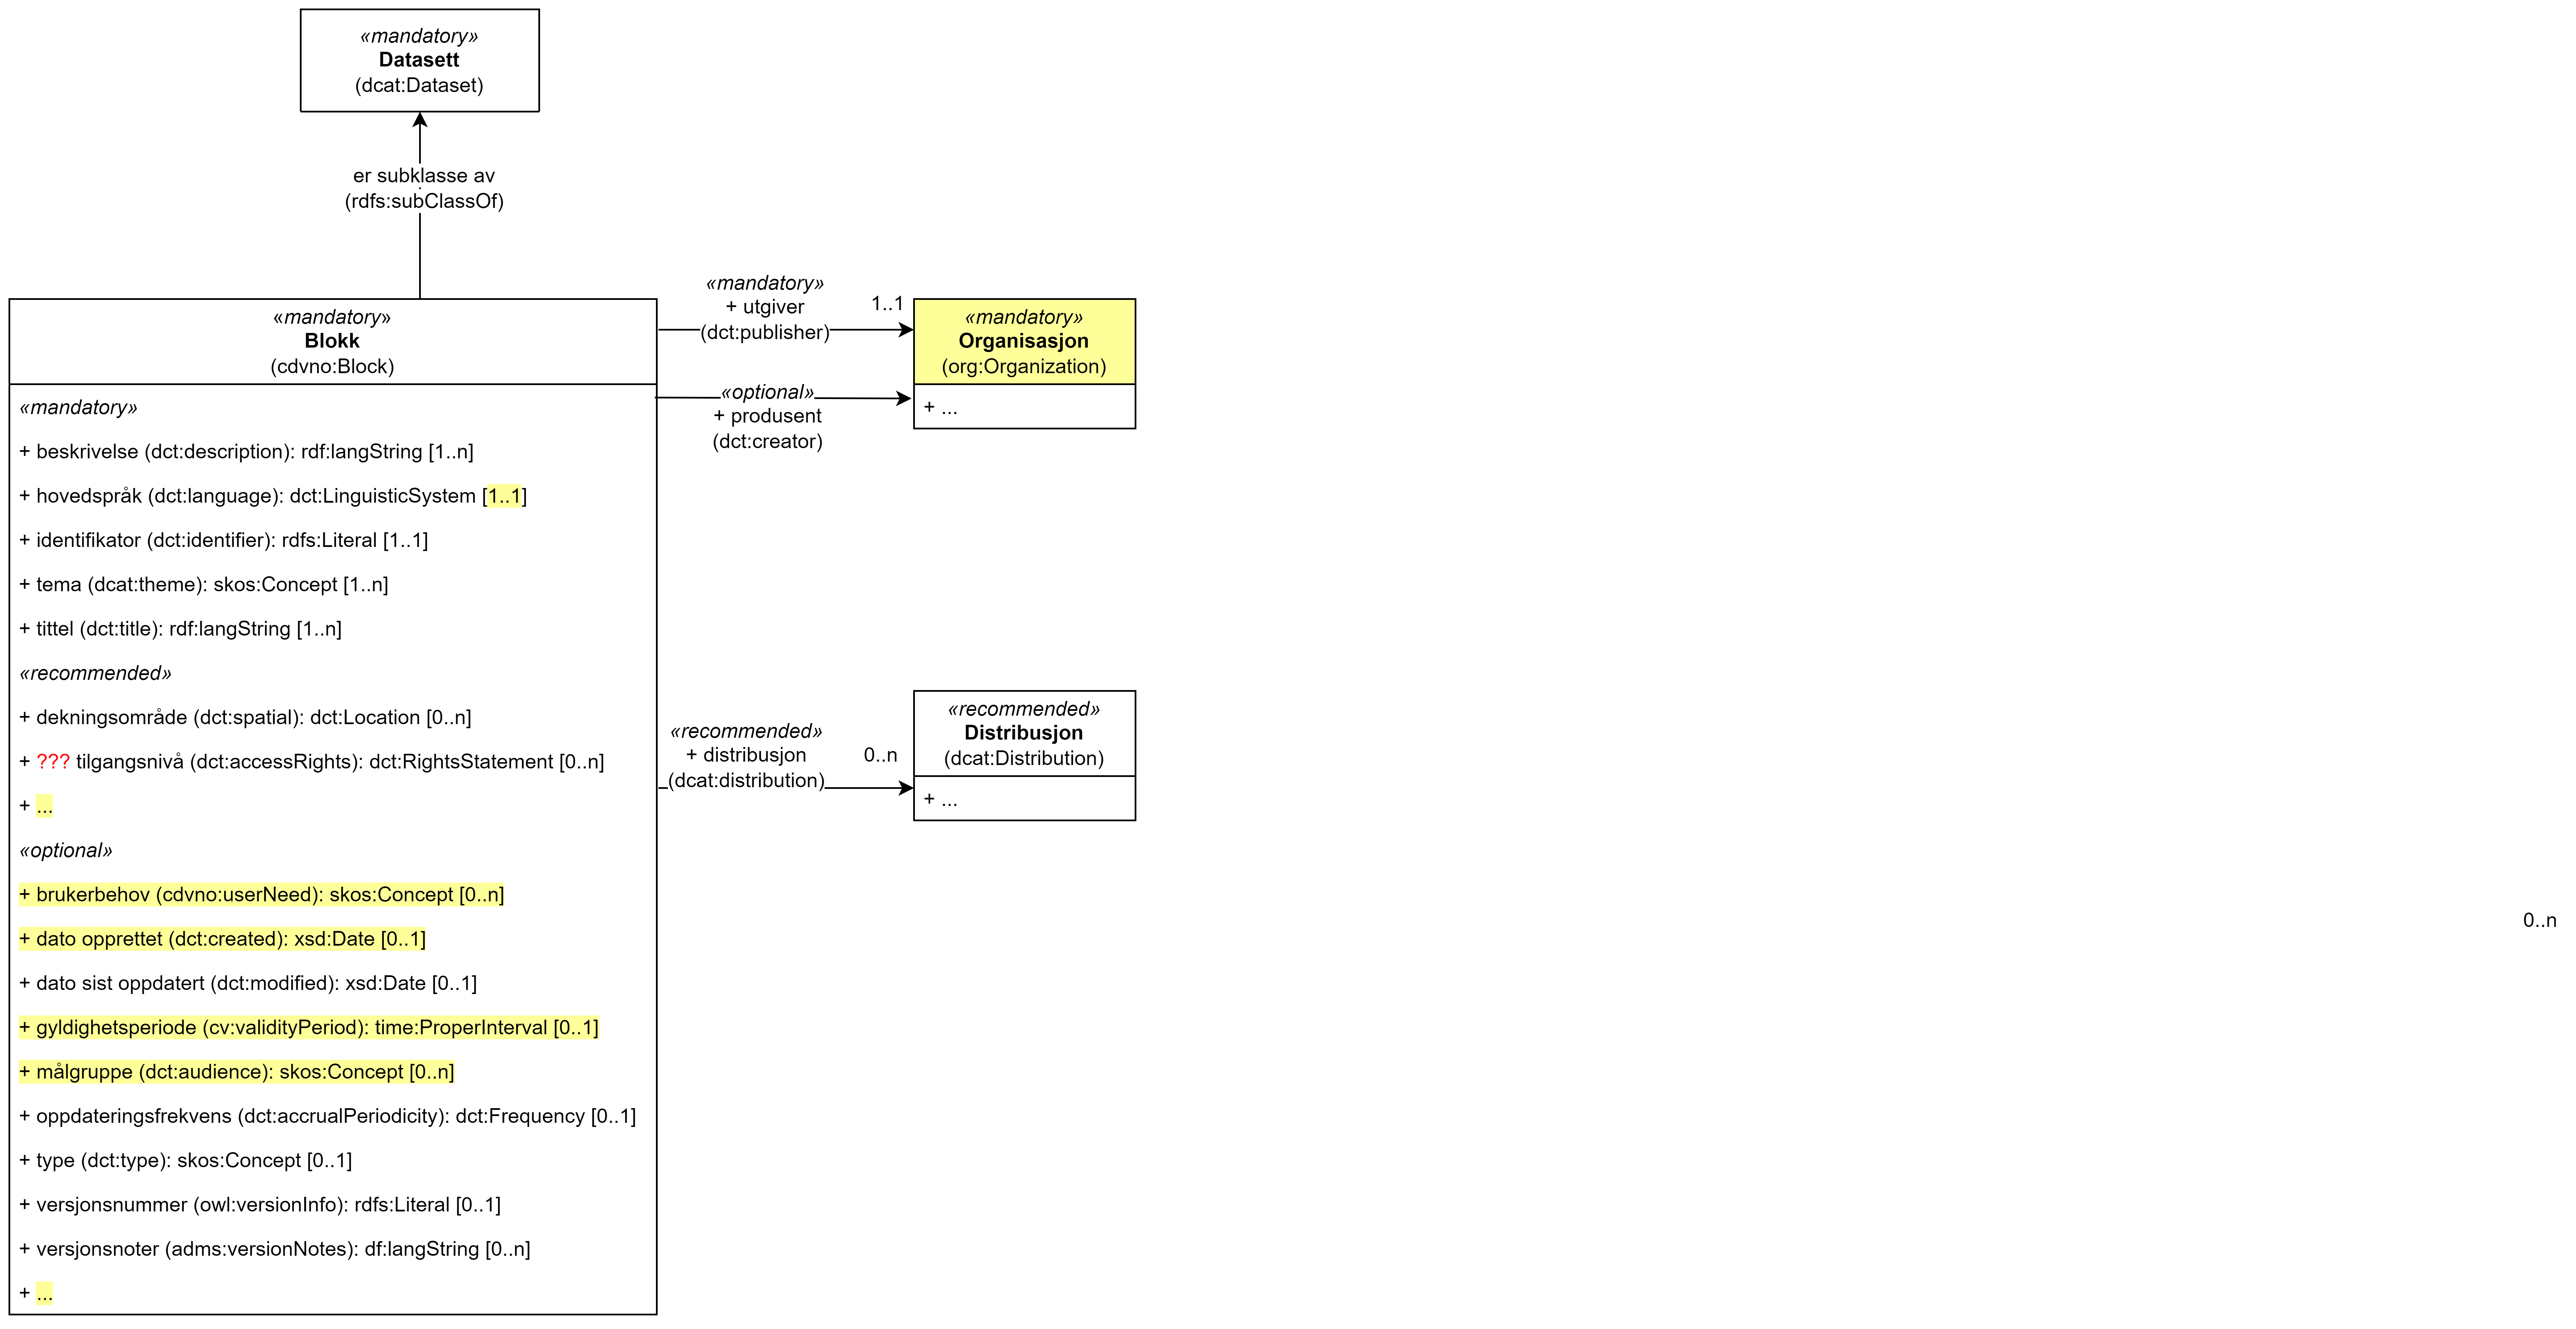 «mandatory»
Datasett
(dcat:Dataset)
er subklasse av
(rdfs:subClassOf)
«mandatory»
Blokk
(cdvno:Block)
«mandatory»
+ beskrivelse (dct:description): rdf:langString [1..n]
+ hovedspråk (dct:language): dct:LinguisticSystem [1..1]
+ identifikator (dct:identifier): rdfs:Literal [1..1]
+ tema (dcat:theme): skos:Concept [1..n]
+ tittel (dct:title): rdf:langString [1..n]
«recommended»
+ dekningsområde (dct:spatial): dct:Location [0..n]
+ ??? tilgangsnivå (dct:accessRights): dct:RightsStatement [0..n]
+ ...
«optional»
+ brukerbehov (cdvno:userNeed): skos:Concept [0..n]
+ dato opprettet (dct:created): xsd:Date [0..1]
+ dato sist oppdatert (dct:modified): xsd:Date [0..1]
+ gyldighetsperiode (cv:validityPeriod): time:ProperInterval [0..1]
+ målgruppe (dct:audience): skos:Concept [0..n]
+ oppdateringsfrekvens (dct:accrualPeriodicity): dct:Frequency [0..1]
+ type (dct:type): skos:Concept [0..1]
+ versjonsnummer (owl:versionInfo): rdfs:Literal [0..1]
+ versjonsnoter (adms:versionNotes): df:langString [0..n]
+ ...
«mandatory»
+ utgiver
(dct:publisher)
1..1
«optional»
+ produsent
(dct:creator)
«mandatory»
Organisasjon
(org:Organization)
+ ...
«recommended»
+ distribusjon
(dcat:distribution)
0..n
«recommended»
Distribusjon
(dcat:Distribution)
+ ...
0..n